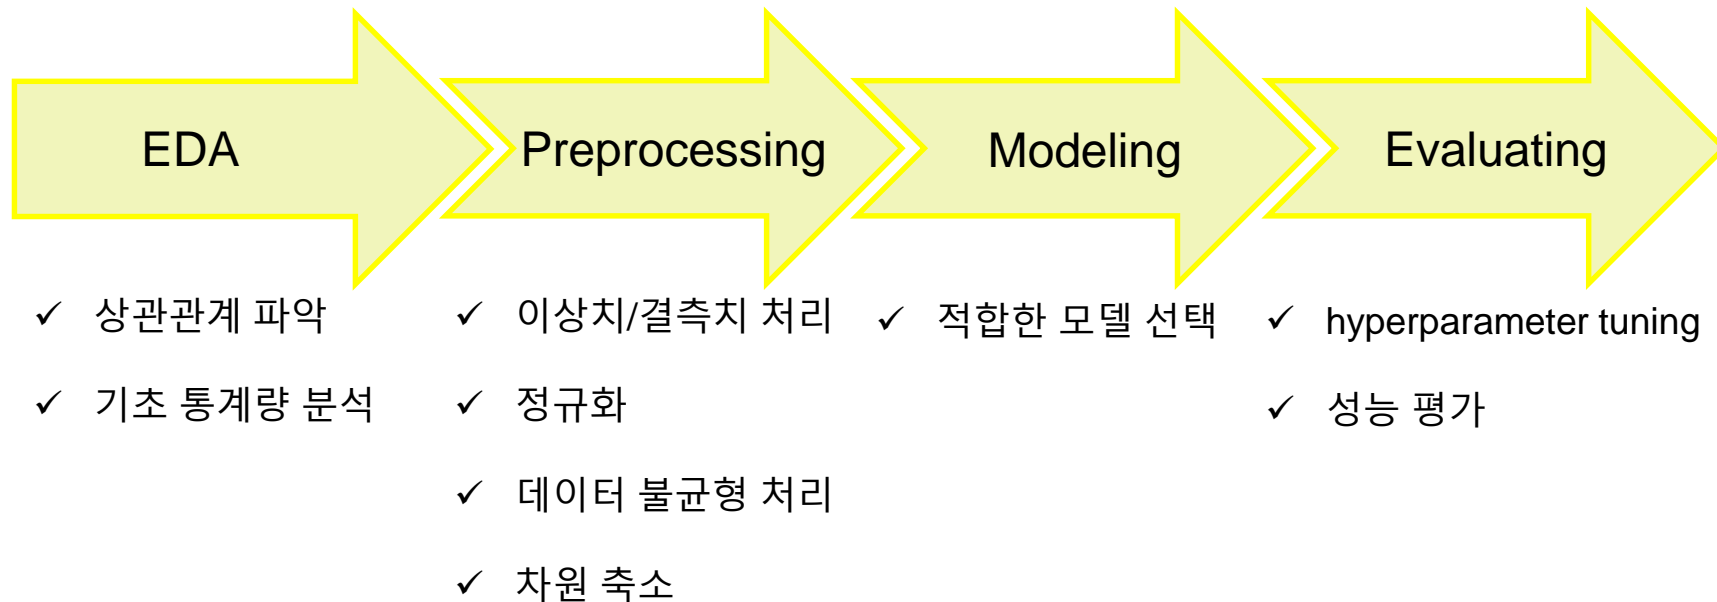 EDA
Preprocessing
Modeling
Evaluating
✓ 상관관계 파악
✓ 기초 통계량 분석
✓ 이상치/결측치 처리
✓ 정규화
✓ 데이터 불균형 처리
✓ 차원 축소
✓ 적합한 모델 선택
✓ hyperparameter tuning
✓ 성능 평가